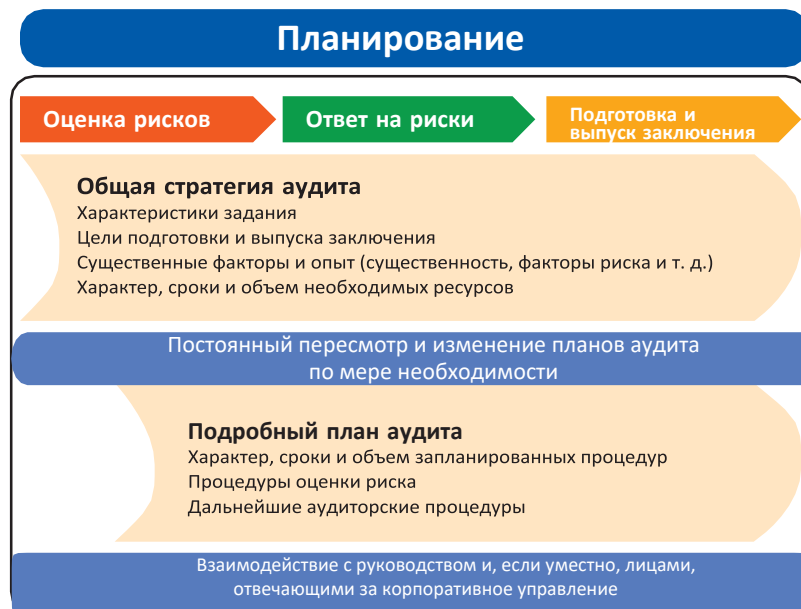 Планирование
Оценка рисков
Ответ на риски
Подготовка и
выпуск заключения
Общая стратегия аудита
Характеристики задания
Цели подготовки и выпуска заключения
Существенные факторы и опыт (существенность, факторы риска и т. д.)
Характер, сроки и объем необходимых ресурсов
Постоянный пересмотр и изменение планов аудита
по мере необходимости
Подробный план аудита
Характер, сроки и объем запланированных процедур
Процедуры оценки риска
Дальнейшие аудиторские процедуры
Взаимодействие с руководством и, если уместно, лицами,
отвечающими за корпоративное управление